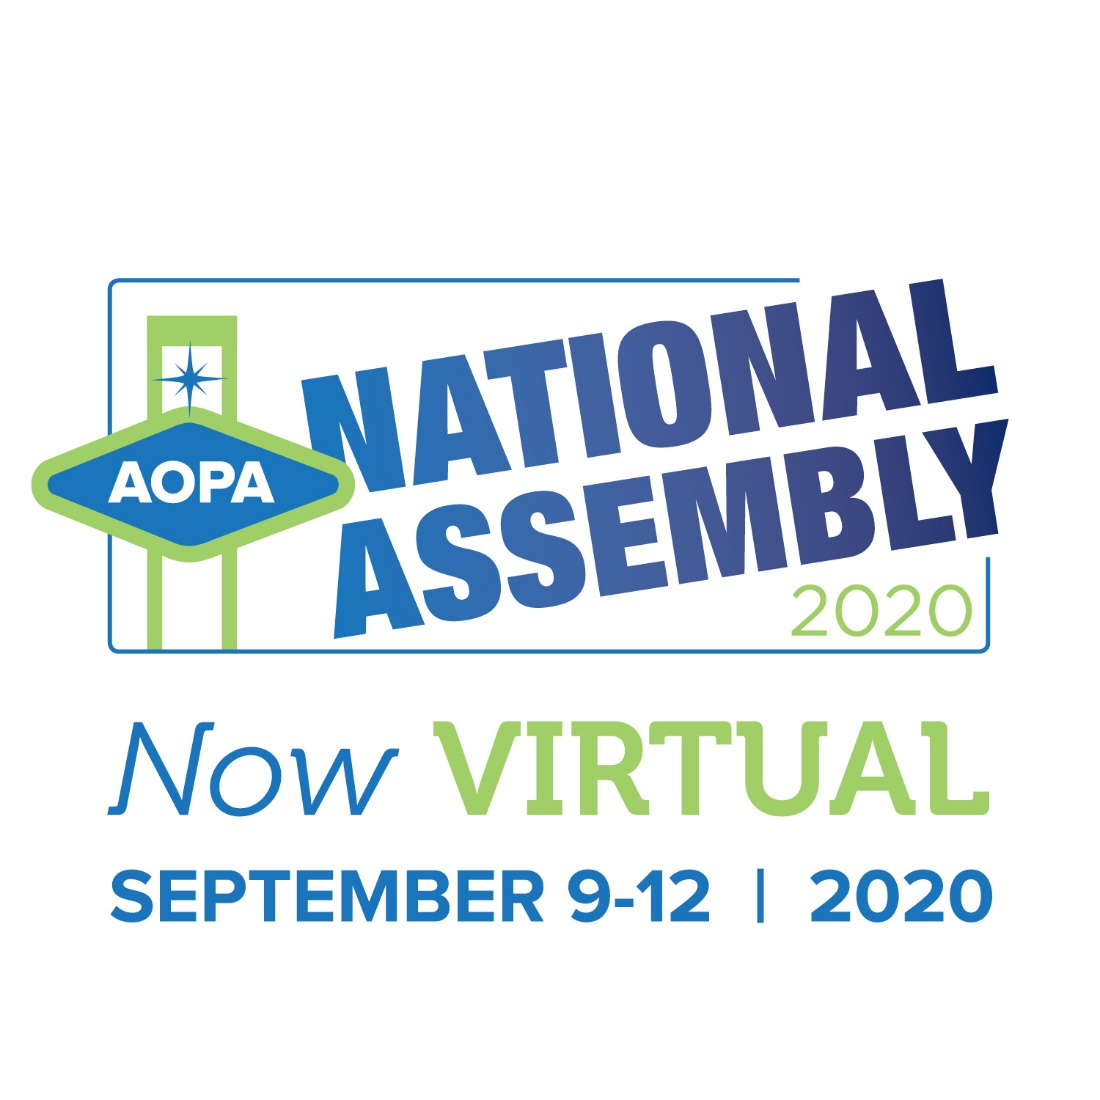 AOPA
NATIONAL
ASSEMBLY
2020
Now VIRTUAL
SEPTEMBER 9-12 | 2020